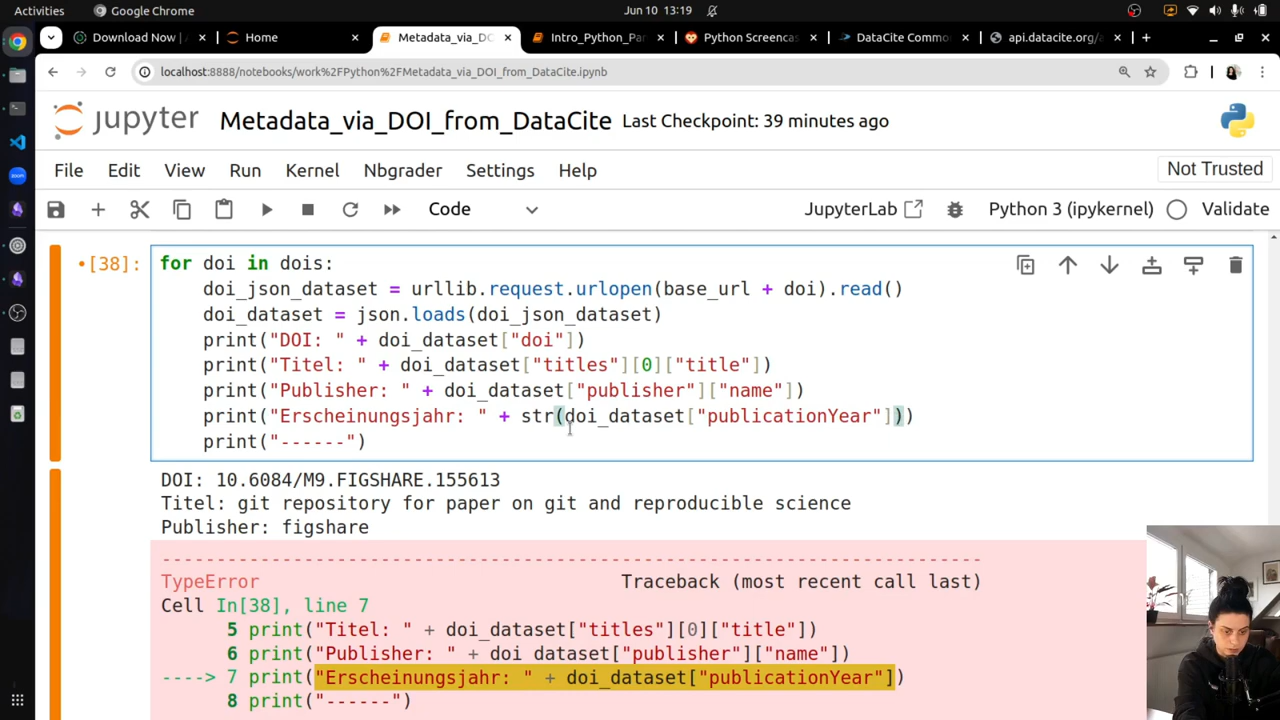 Activities
Google Chrome
Jun 10 13:19
Download Now | A
Home
Metadata_via_DO
Intro_Python_Par
Python Screencas
DataCite Commo
api.datacite.org/a
localhost:8888/notebooks/work%2FPython%2FMetadata_via_DOI_from_DataCite.ipynb
jupyter Metadata_via_DOI_from_DataCite Last Checkpoint: 39 minutes ago
File Edit View Run Kernel Nbgrader Settings Help
Not Trusted
Code
JupyterLab
Python 3 (ipykernel)
Validate
•[38]:
for doi in dois:
    doi_json_dataset = urllib.request.urlopen(base_url + doi).read()
    doi_dataset = json.loads(doi_json_dataset)
    print("DOI: " + doi_dataset["doi"])
    print("Titel: " + doi_dataset["titles"][0]["title"])
    print("Publisher: " + doi_dataset["publisher"]["name"])
    print("Erscheinungsjahr: " + str(doi_dataset["publicationYear"]))
    print("------")
DOI: 10.6084/M9.FIGSHARE.155613
Titel: git repository for paper on git and reproducible science
Publisher: figshare
---------------------------------------------------------------------------
TypeError                                 Traceback (most recent call last)
Cell In[38], line 7
      5 print("Titel: " + doi_dataset["titles"][0]["title"])
      6 print("Publisher: " + doi_dataset["publisher"]["name"])
----> 7 print("Erscheinungsjahr: " + doi_dataset["publicationYear"])
      8 print("------")